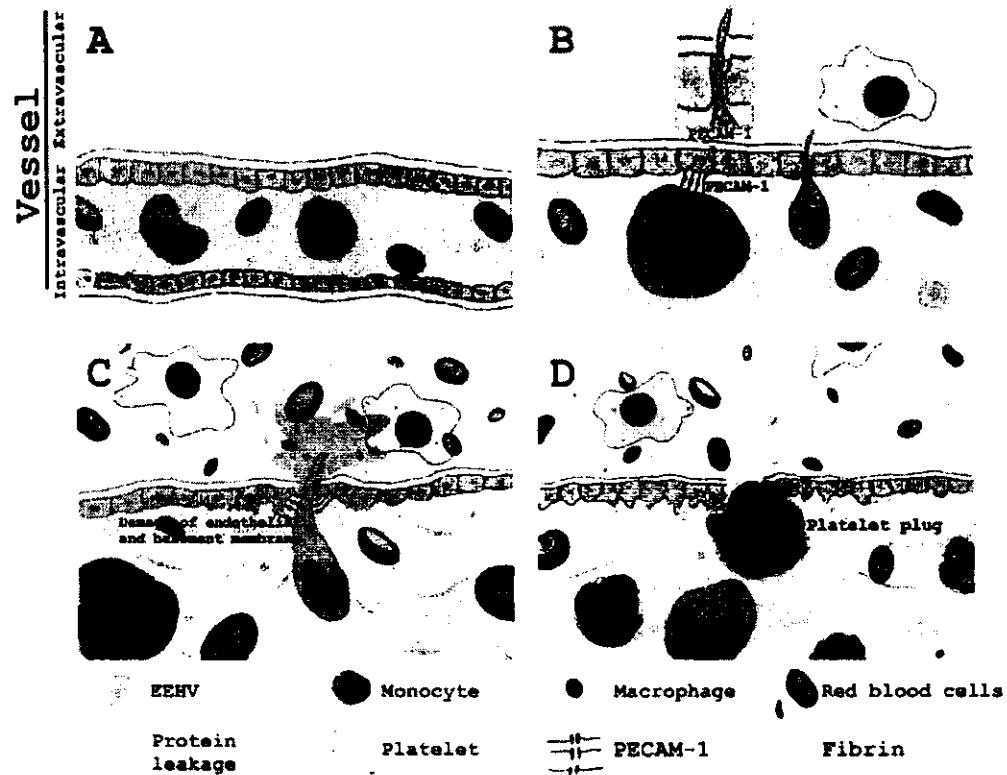 A
B
Vessel
Extravascular
Intravascular
PECAM-1
PECAM-1
C
D
Damage of endothelial
and basement membrane
Platelet plug
EEHV
Monocyte
Macrophage
Red blood cells
Protein
leakage
Platelet
PECAM-1
Fibrin